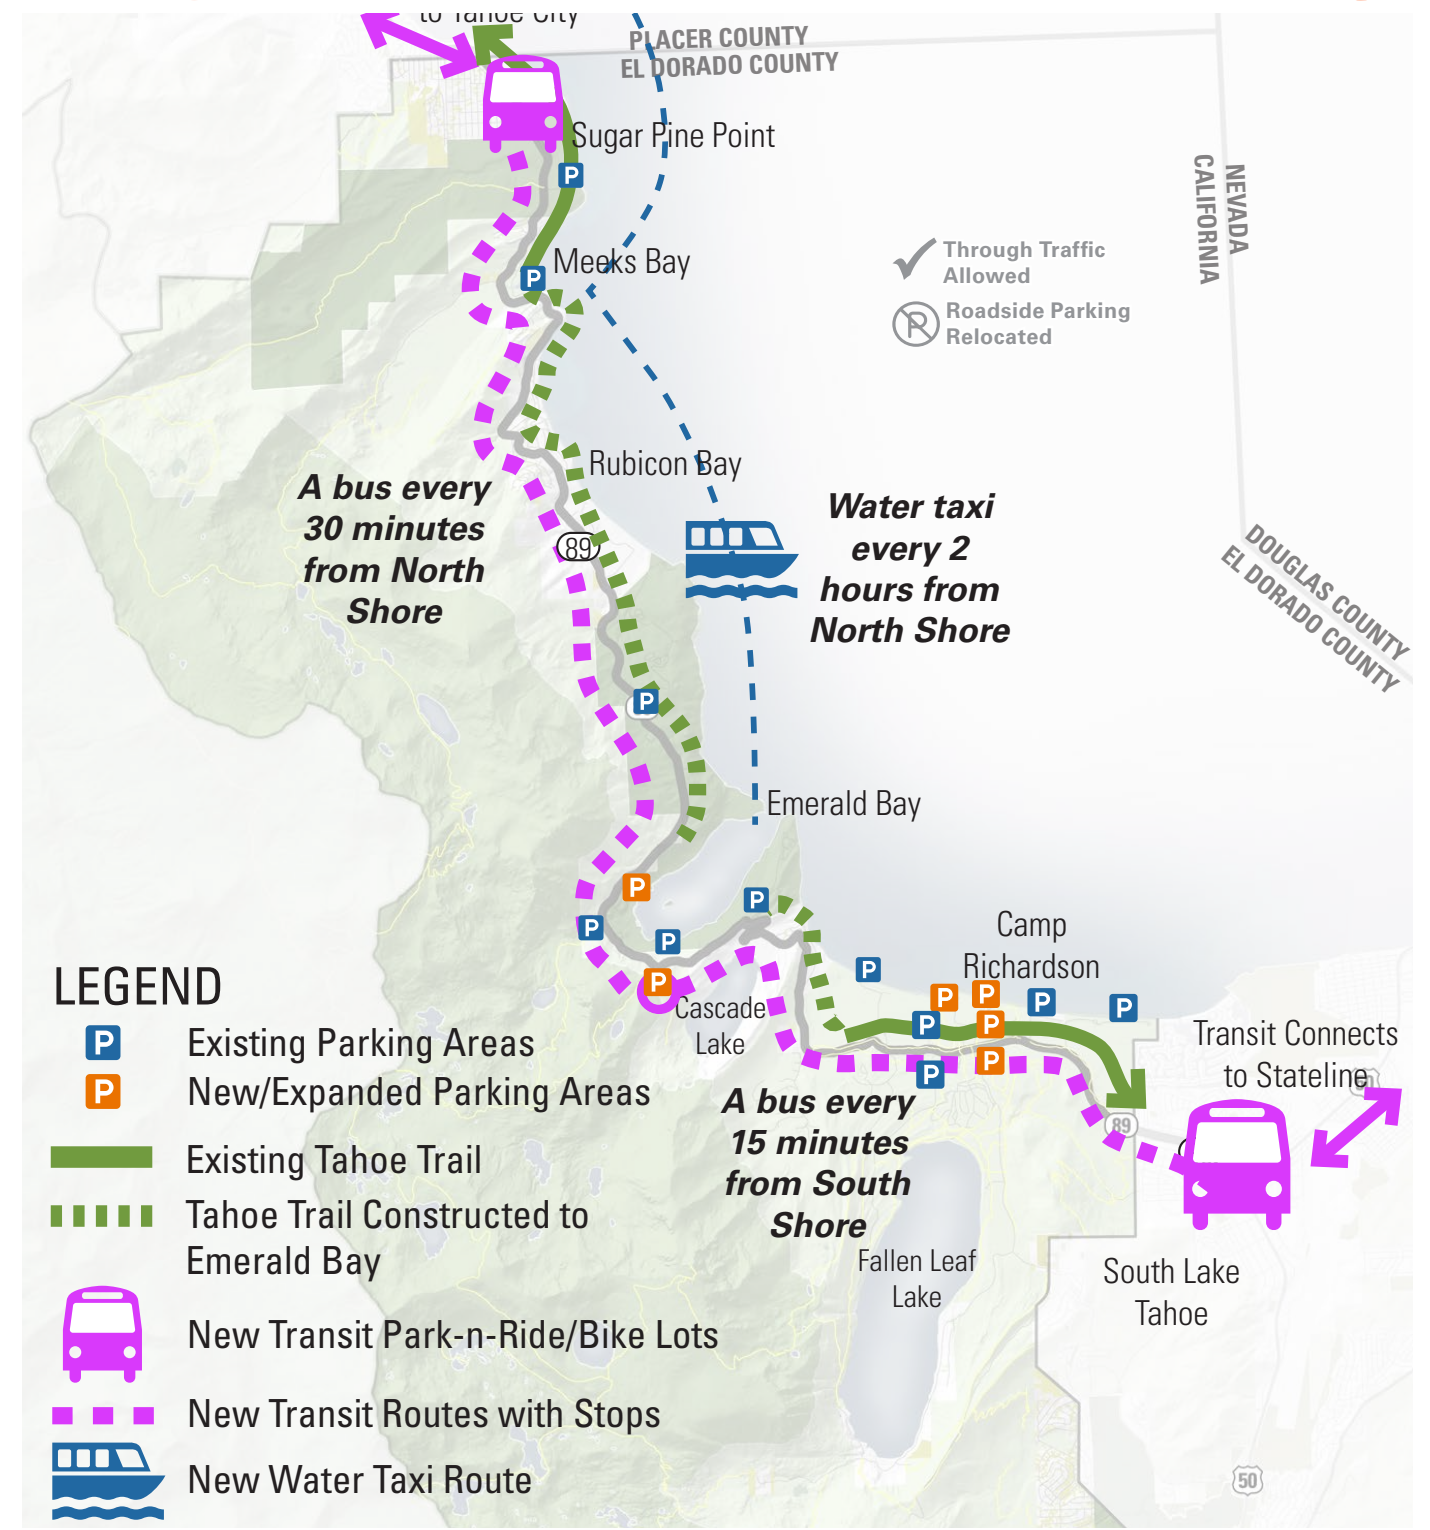 to Tahoe City
PLACER COUNTY
EL DORADO COUNTY
Sugar Pine Point
P
NEVADA
CALIFORNIA
Through Traffic
Allowed
Meeks Bay
P
P
Roadside Parking
Relocated
Rubicon Bay
A bus every
30 minutes
from North
Shore
Water taxi
every 2
hours from
North Shore
89
DOUGLAS COUNTY
EL DORADO COUNTY
P
Emerald Bay
P
P
P
P
Camp
Richardson
P
P
Cascade
Lake
P
P
P
P
P
P
P
P
Transit Connects
to Stateline
50
A bus every
15 minutes
from South
Shore
89
Fallen Leaf
Lake
South Lake
Tahoe
50
LEGEND
P Existing Parking Areas
P New/Expanded Parking Areas
Existing Tahoe Trail
Tahoe Trail Constructed to
Emerald Bay
New Transit Park-n-Ride/Bike Lots
New Transit Routes with Stops
New Water Taxi Route